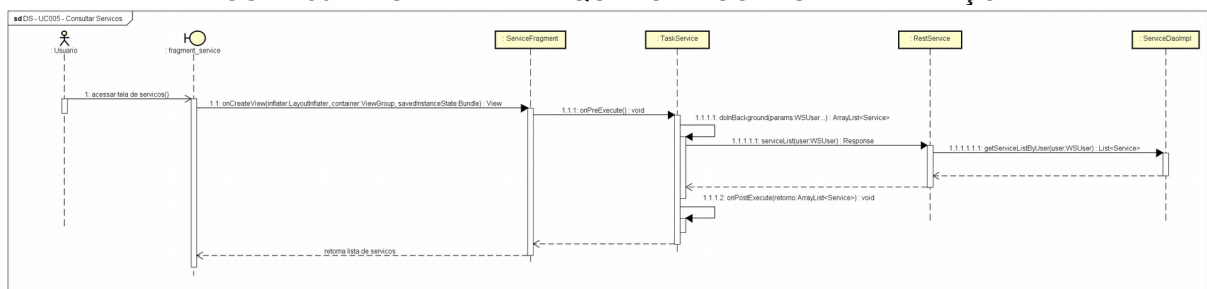 sd DS - UC005 - Consultar Servicos
: Usuario
: fragment_service
: ServiceFragment
: TaskService
: RestService
: ServiceDaoImpl
1: acessar tela de servicos()
1.1: onCreateView(inflater:LayoutInflater, container:ViewGroup, savedInstanceState:Bundle) : View
1.1.1: onPreExecute() : void
1.1.1.1: doInBackground(params:WSUser...) : ArrayList<Service>
1.1.1.1.1: serviceList(user:WSUser) : Response
1.1.1.1.1.1: getServiceListByUser(user:WSUser) : List<Service>
1.1.1.2: onPostExecute(retorno:ArrayList<Service>) : void
retorna lista de servicos